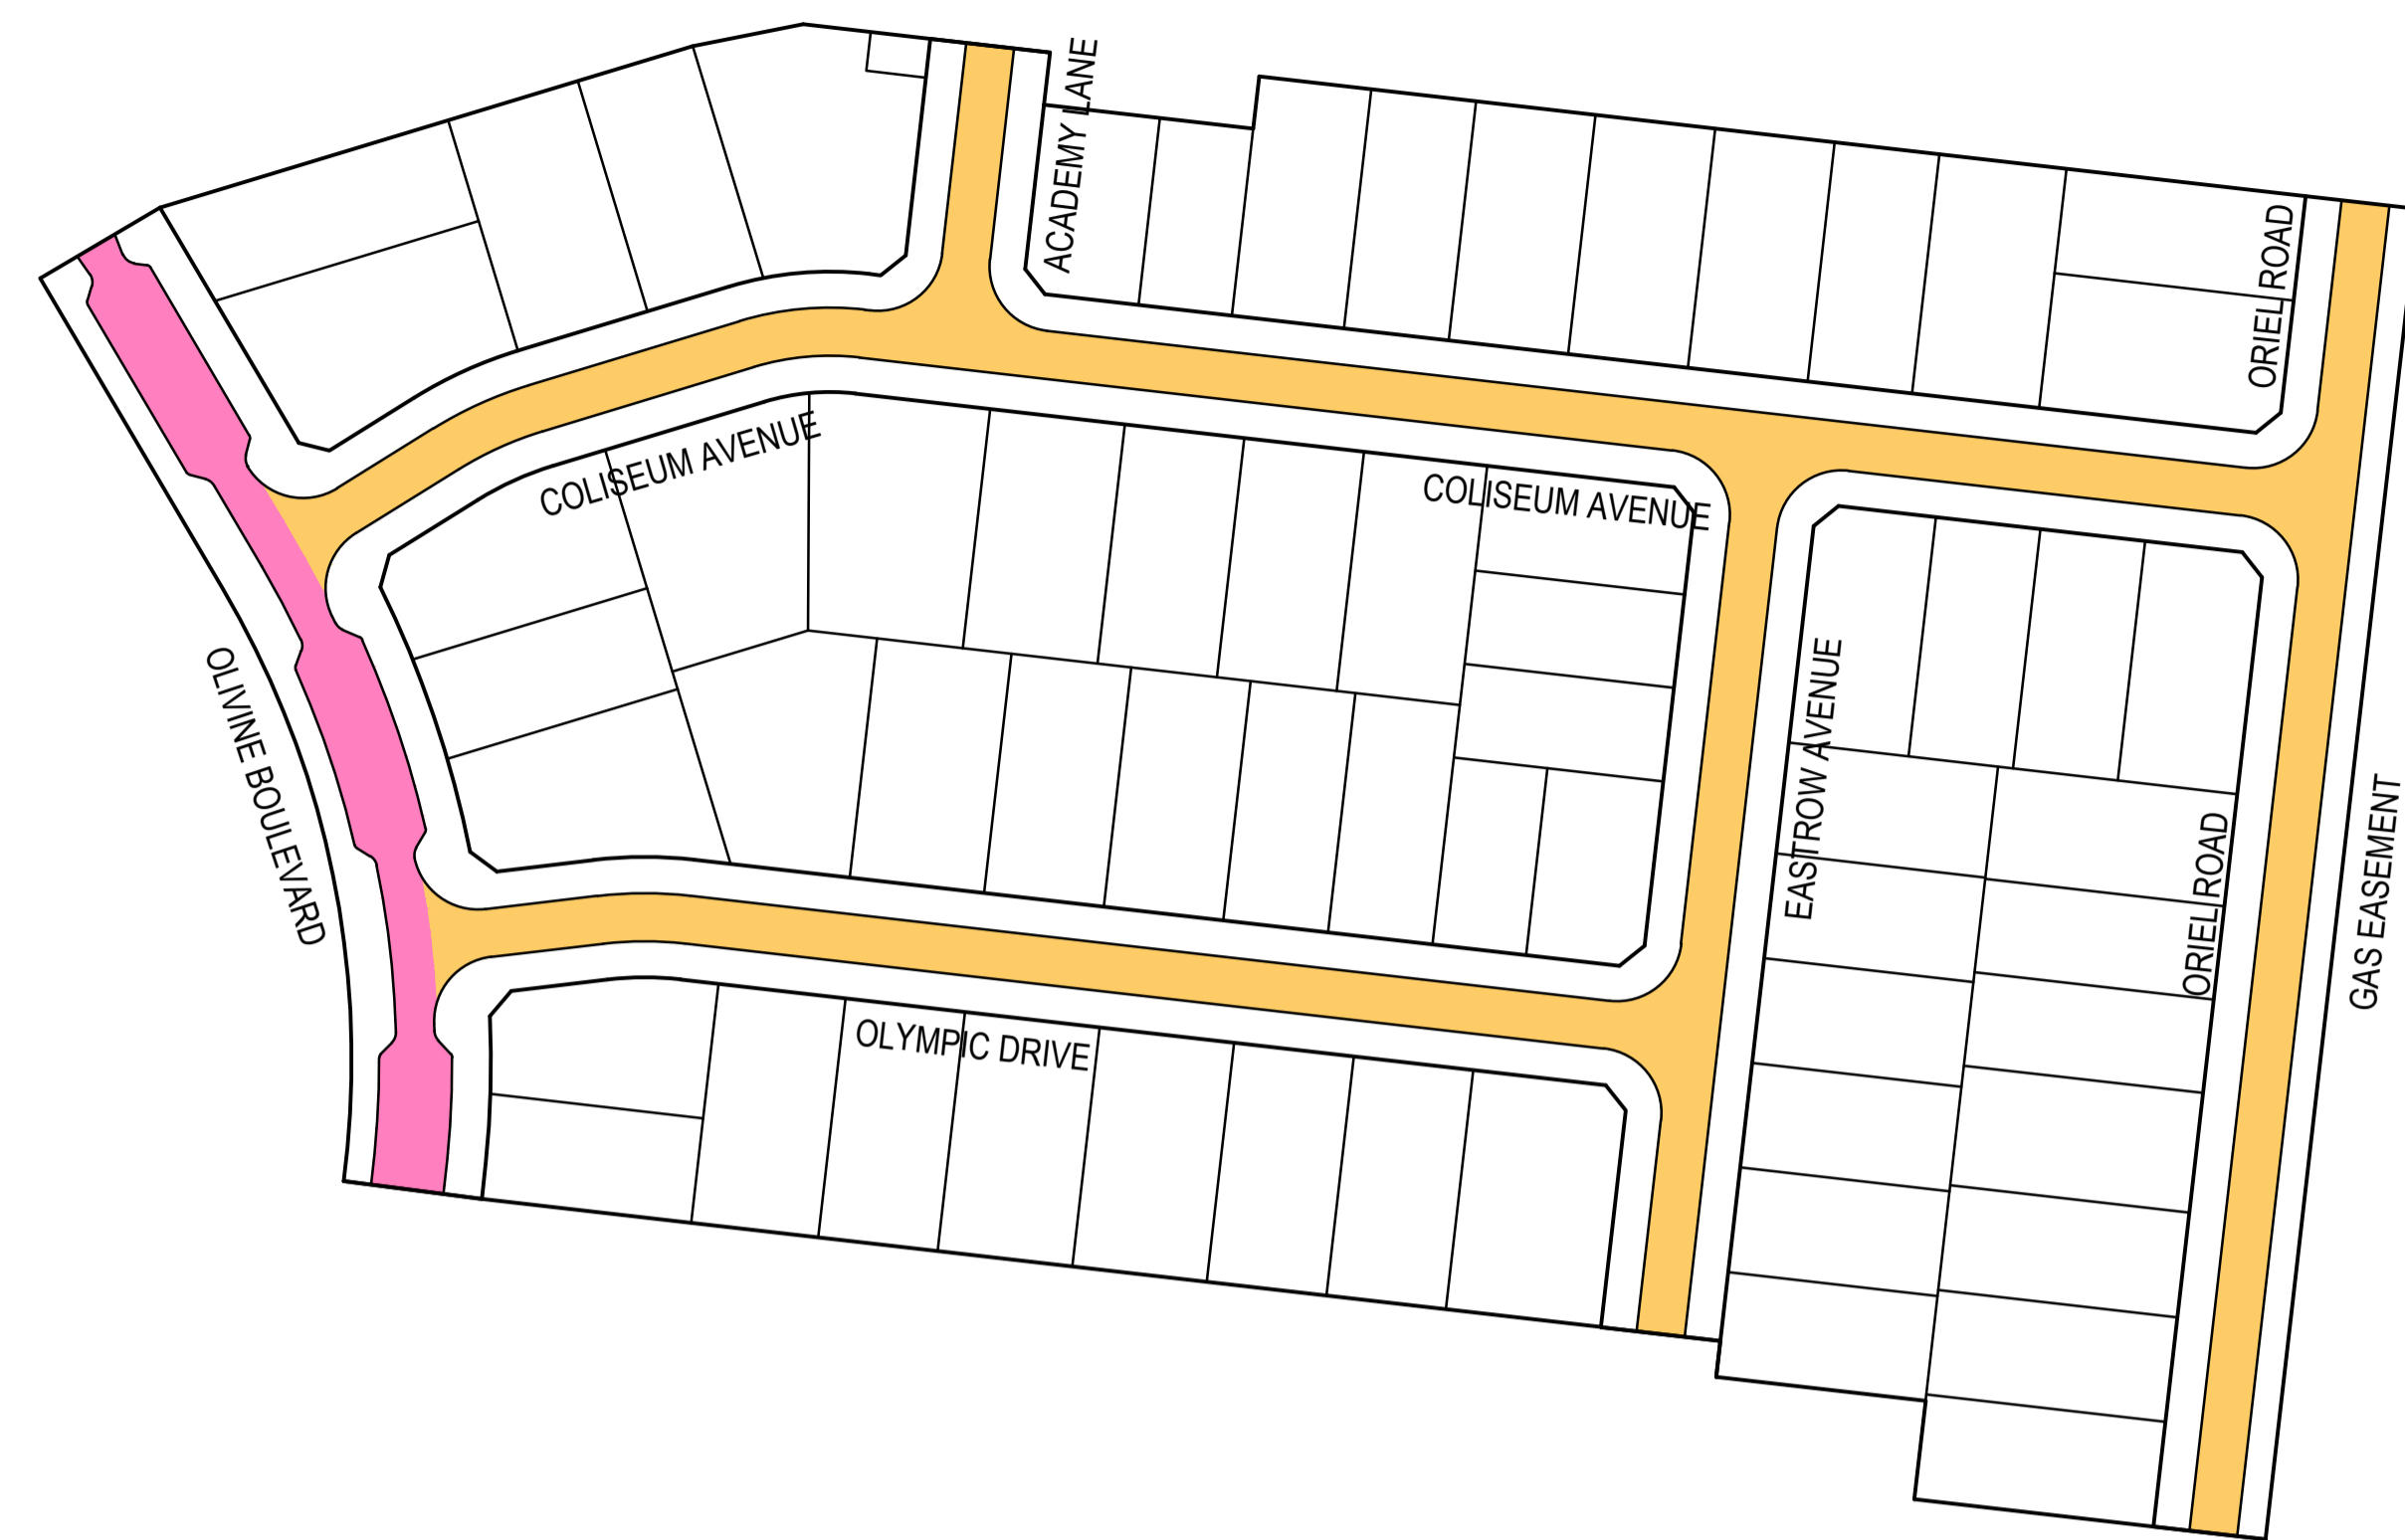 ACADEMY LANE
ORIEL ROAD
COLISEUM AVENUE
COLISEUM AVENUE
OLIVINE BOULEVARD
EASTROW AVENUE
ORIEL ROAD
GAS EASEMENT
OLYMPIC DRIVE